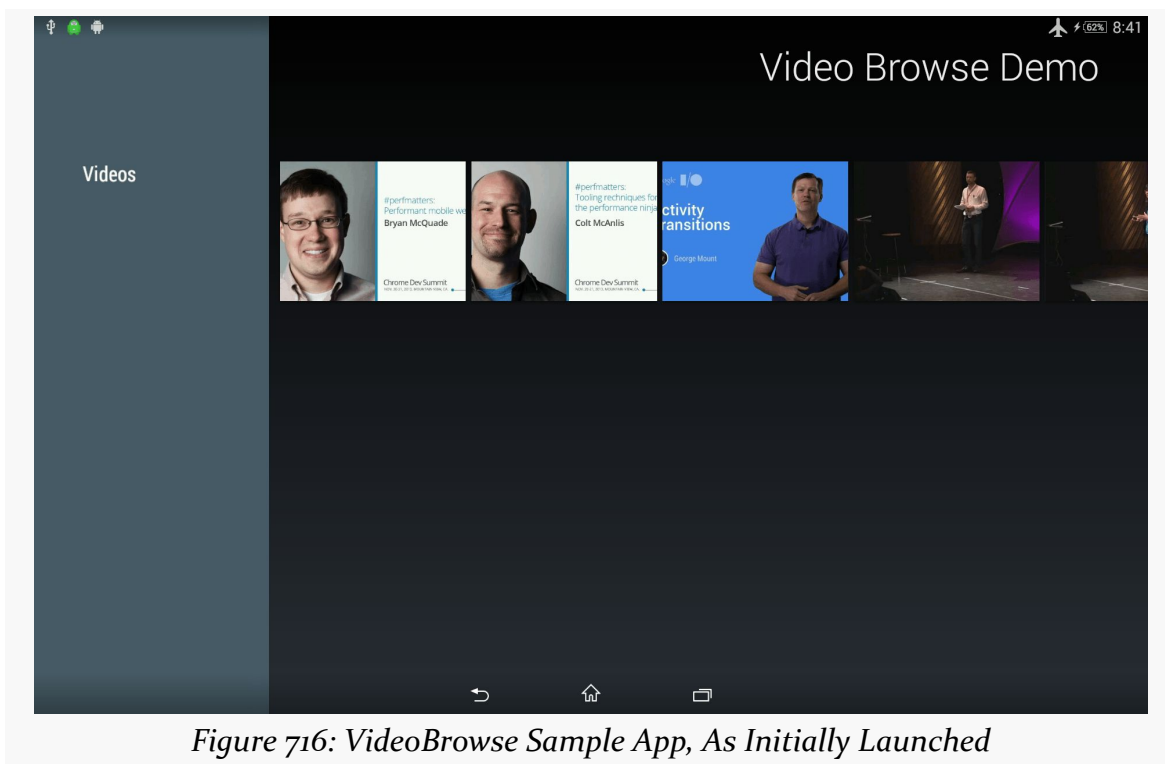 62% 8:41
Video Browse Demo
Videos
#perfmatters:
Performant mobile we
Bryan McQuade
Chrome Dev Summit
#perfmatters:
Tooling rechniques for
the performance ninja
Colt McAnlis
Chrome Dev Summit
ogle I/O
ctivity
ransitions
George Mount
Figure 716: VideoBrowse Sample App, As Initially Launched